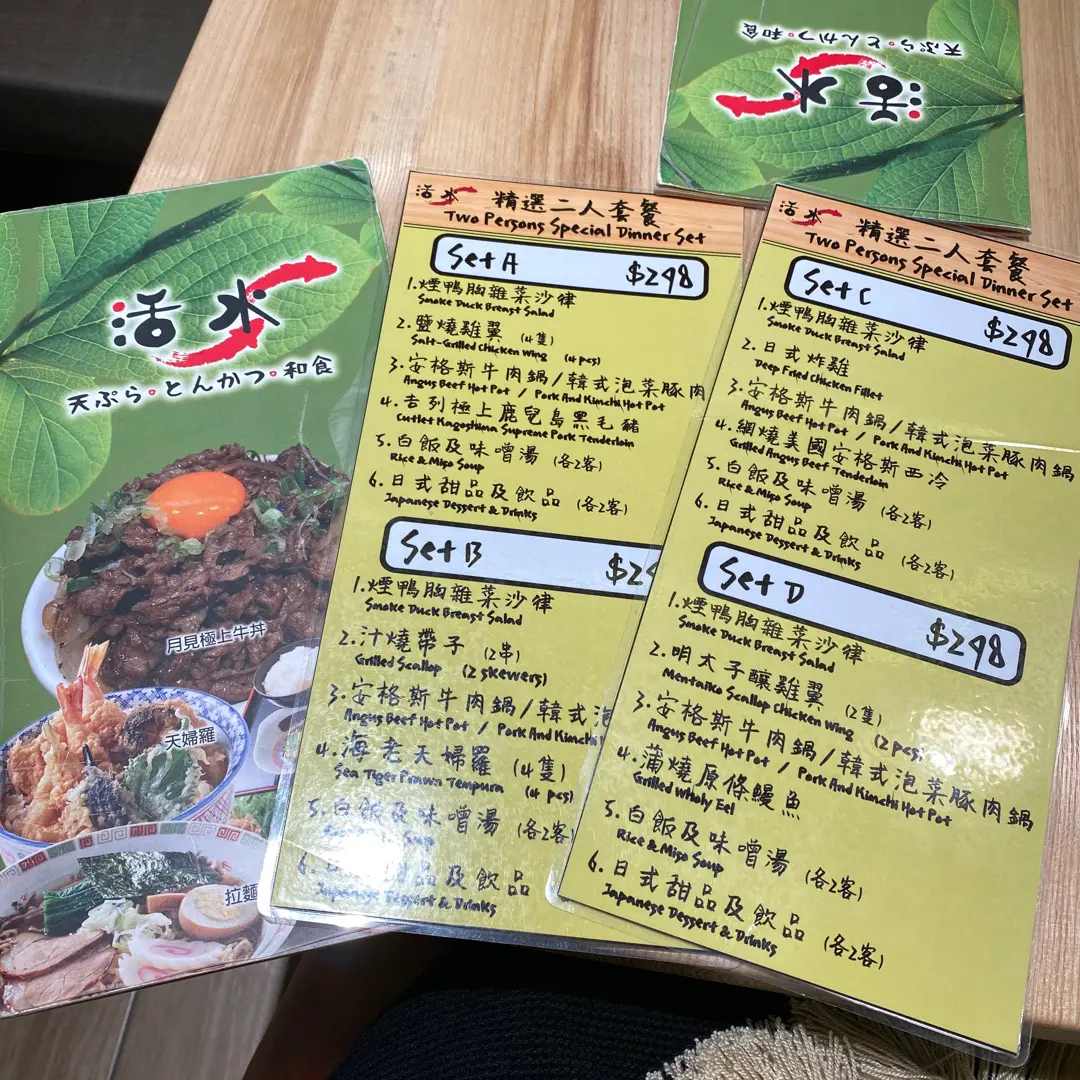 活水
天ぷら・とんかつ・和食
活水
天ぷら・とんかつ・和食
月見極上牛丼
天婦羅
拉麵
活水 精選二人套餐
Two Persons Special Dinner Set
Set A $298
1.煙鴨胸雜菜沙律
Smoke Duck Breast Salad
2.鹽燒雞翼 (4隻)
Salt-Grilled Chicken Wing (4 pcs)
3.安格斯牛肉鍋/韓式泡菜豚肉
Angus Beef Hot Pot / Pork And Kimchi Hot Pot
4.吉列極上鹿兒島黑毛豬
Cutlet Kagoshima Supreme Pork Tenderloin
5.白飯及味噌湯 (各2客)
Rice & Miso Soup
6.日式甜品及飲品 (各2客)
Japanese Dessert & Drinks
Set B $29
1.煙鴨胸雜菜沙律
Smoke Duck Breast Salad
2.汁燒帶子 (2串)
Grilled Scallop (2 skewers)
3.安格斯牛肉鍋/韓式泡
Angus Beef Hot Pot / Pork And Kimchi
4.海老天婦羅 (4隻)
Sea Tiger Prawn Tempura (4 pcs)
5.白飯及味噌湯 (各2客
Soup
6. 品及飲品
Japanese Dessert & Drinks
活水 精選二人套餐
Two Persons Special Dinner Set
Set C $298
1.煙鴨胸雜菜沙律
Smoke Duck Breast Salad
2.日式炸雞
Deep Fried Chicken Fillet
3.安格斯牛肉鍋/韓式泡菜豚肉鍋
Angus Beef Hot Pot / Pork And Kimchi Hot Pot
4.網燒美國安格斯西冷
Grilled Angus Beef Tenderloin
5.白飯及味噌湯 (各2客)
Rice & Miso Soup
6.日式甜品及飲品 (各2客)
Japanese Dessert & Drinks
Set D $298
1.煙鴨胸雜菜沙律
Smoke Duck Breast Salad
2.明太子釀雞翼 (2隻)
Mentaiko Scallop Chicken Wing (2 pcs)
3.安格斯牛肉鍋/韓式泡菜豚肉鍋
Angus Beef Hot Pot / Pork And Kimchi Hot Pot
4.蒲燒原條鰻魚
Grilled Wholy Eel
5.白飯及味噌湯 (各2客)
Rice & Miso Soup
6.日式甜品及飲品 (各2客)
Japanese Dessert & Drinks